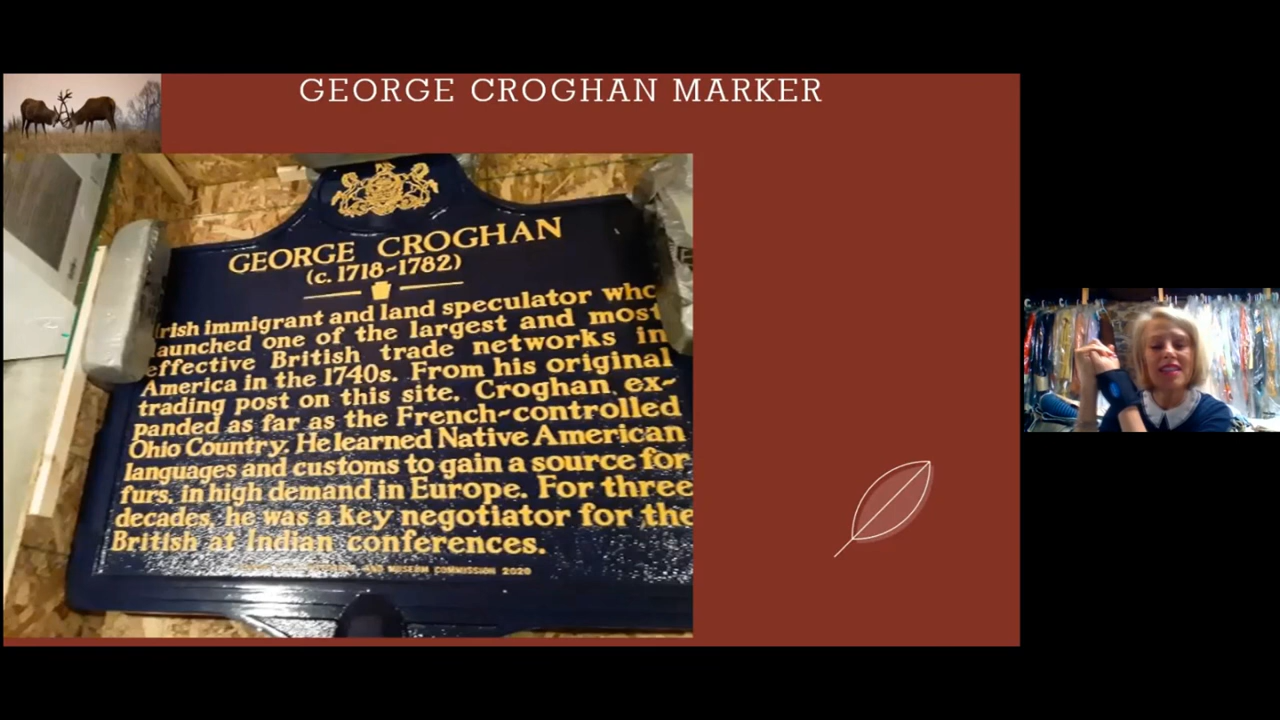 GEORGE CROGHAN MARKER
GEORGE CROGHAN
(c. 1718-1782)
Irish immigrant and land speculator who
launched one of the largest and most
effective British trade networks in
America in the 1740s. From his original
trading post on this site, Croghan ex-
panded as far as the French-controlled
Ohio Country. He learned Native American
languages and customs to gain a source for
furs, in high demand in Europe. For three
decades, he was a key negotiator for the
British at Indian conferences.
AND MUSEUM COMMISSION 2020